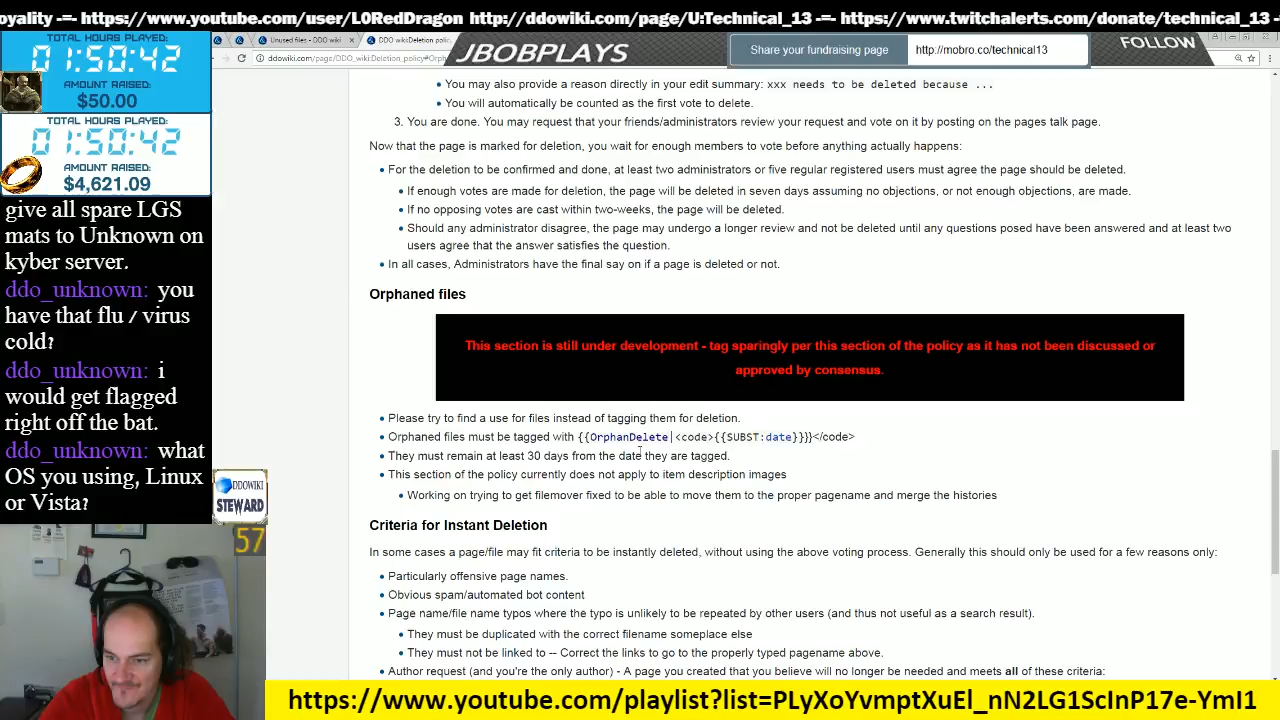 oyality -=- https://www.youtube.com/user/L0RedDragon http://ddowiki.com/page/U:Technical_13 -=- https://www.twitchalerts.com/donate/technical_13 -
TOTAL HOURS PLAYED:
01:50:42
AMOUNT RAISED:
$50.00
TOTAL HOURS PLAYED:
01:50:42
AMOUNT RAISED:
$4,621.09
give all spare LGS
mats to Unknown on
kyber server.
ddo_unknown: you
have that flu / virus
cold?
ddo_unknown: i
would get flagged
right off the bat.
ddo_unknown: what
OS you using, Linux
or Vista?
DDOWIKI
STEWARD
57
Unused files - DDO wiki
DDO wiki:Deletion polic
ddowiki.com/page/DDO_wiki:Deletion_policy#Orph
JBOBPLAYS
Share your fundraising page
http://mobro.co/technical13
FOLLOW
You may also provide a reason directly in your edit summary: xxx needs to be deleted because ...
You will automatically be counted as the first vote to delete.
3. You are done. You may request that your friends/administrators review your request and vote on it by posting on the pages talk page.
Now that the page is marked for deletion, you wait for enough members to vote before anything actually happens:
For the deletion to be confirmed and done, at least two administrators or five regular registered users must agree the page should be deleted.
If enough votes are made for deletion, the page will be deleted in seven days assuming no objections, or not enough objections, are made.
If no opposing votes are cast within two-weeks, the page will be deleted.
Should any administrator disagree, the page may undergo a longer review and not be deleted until any questions posed have been answered and at least two
users agree that the answer satisfies the question.
In all cases, Administrators have the final say on if a page is deleted or not.
Orphaned files
This section is still under development - tag sparingly per this section of the policy as it has not been discussed or
approved by consensus.
Please try to find a use for files instead of tagging them for deletion.
Orphaned files must be tagged with {{OrphanDelete|<code>{{SUBST:date}}}}</code>
They must remain at least 30 days from the date they are tagged.
This section of the policy currently does not apply to item description images
Working on trying to get filemover fixed to be able to move them to the proper pagename and merge the histories
Criteria for Instant Deletion
In some cases a page/file may fit criteria to be instantly deleted, without using the above voting process. Generally this should only be used for a few reasons only:
Particularly offensive page names.
Obvious spam/automated bot content
Page name/file name typos where the typo is unlikely to be repeated by other users (and thus not useful as a search result).
They must be duplicated with the correct filename someplace else
They must not be linked to -- Correct the links to go to the properly typed pagename above.
Author request (and you're the only author) - A page you created that you believe will no longer be needed and meets all of these criteria:
https://www.youtube.com/playlist?list=PLyXoYvmptXuEl_nN2LG1ScInP17e-YmI1